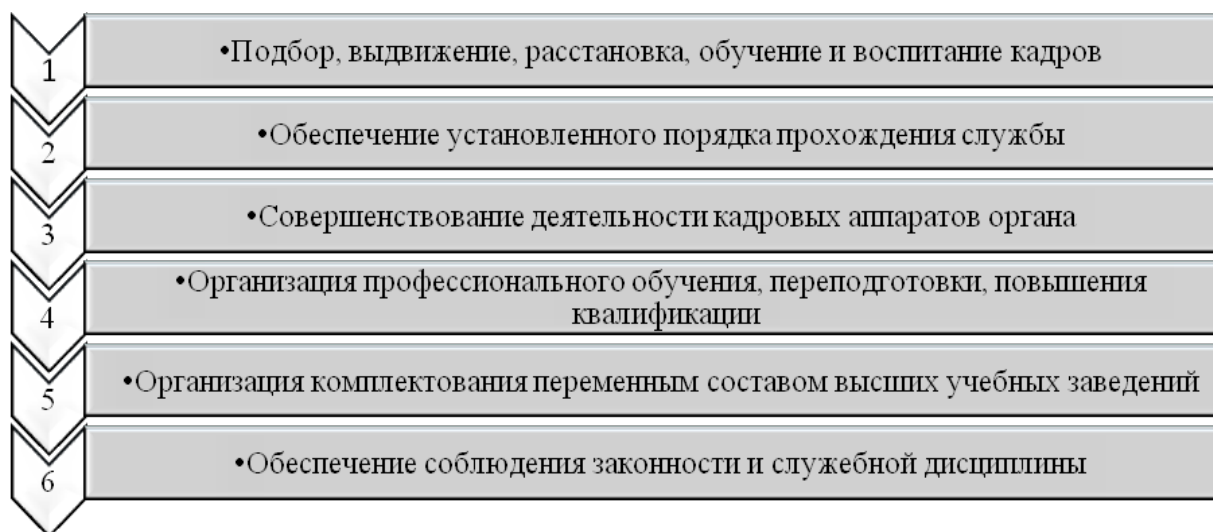 1
•Подбор, выдвижение, расстановка, обучение и воспитание кадров
2
•Обеспечение установленного порядка прохождения службы
3
•Совершенствование деятельности кадровых аппаратов органа
4
•Организация профессионального обучения, переподготовки, повышения
квалификации
5
•Организация комплектования переменным составом высших учебных заведений
6
•Обеспечение соблюдения законности и служебной дисциплины